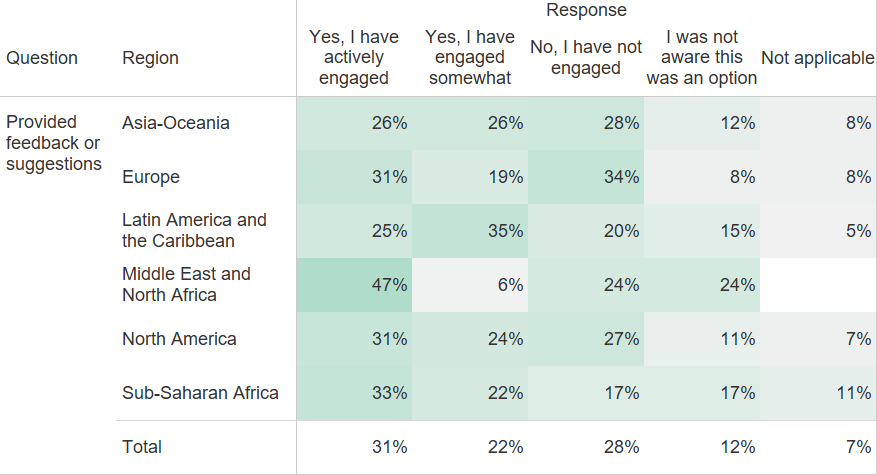 Response
Question Region Yes, I have actively engaged Yes, I have engaged somewhat No, I have not engaged I was not aware this was an option Not applicable
Provided feedback or suggestions
Asia-Oceania 26% 26% 28% 12% 8%
Europe 31% 19% 34% 8% 8%
Latin America and the Caribbean 25% 35% 20% 15% 5%
Middle East and North Africa 47% 6% 24% 24%
North America 31% 24% 27% 11% 7%
Sub-Saharan Africa 33% 22% 17% 17% 11%
Total 31% 22% 28% 12% 7%